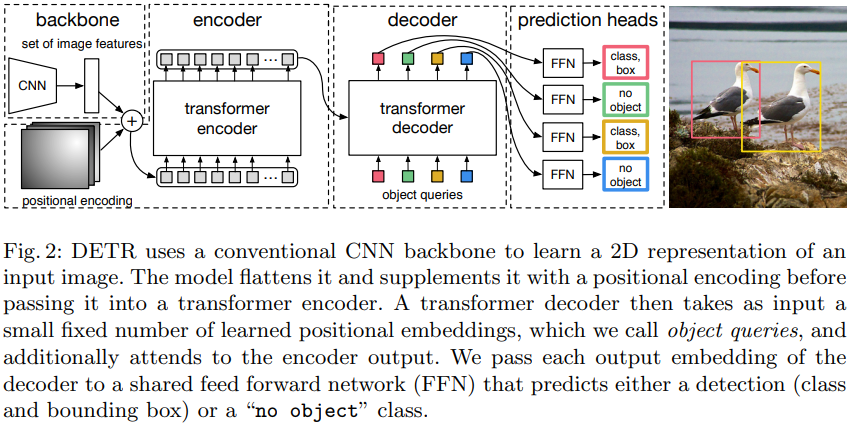 backbone
encoder
decoder
prediction heads
set of image features
CNN
+
positional encoding
...
transformer
encoder
...
transformer
decoder
object queries
FFN
class,
box
FFN
no
object
FFN
class,
box
FFN
no
object
Fig. 2: DETR uses a conventional CNN backbone to learn a 2D representation of an
input image. The model flattens it and supplements it with a positional encoding before
passing it into a transformer encoder. A transformer decoder then takes as input a
small fixed number of learned positional embeddings, which we call object queries, and
additionally attends to the encoder output. We pass each output embedding of the
decoder to a shared feed forward network (FFN) that predicts either a detection (class
and bounding box) or a “no object” class.